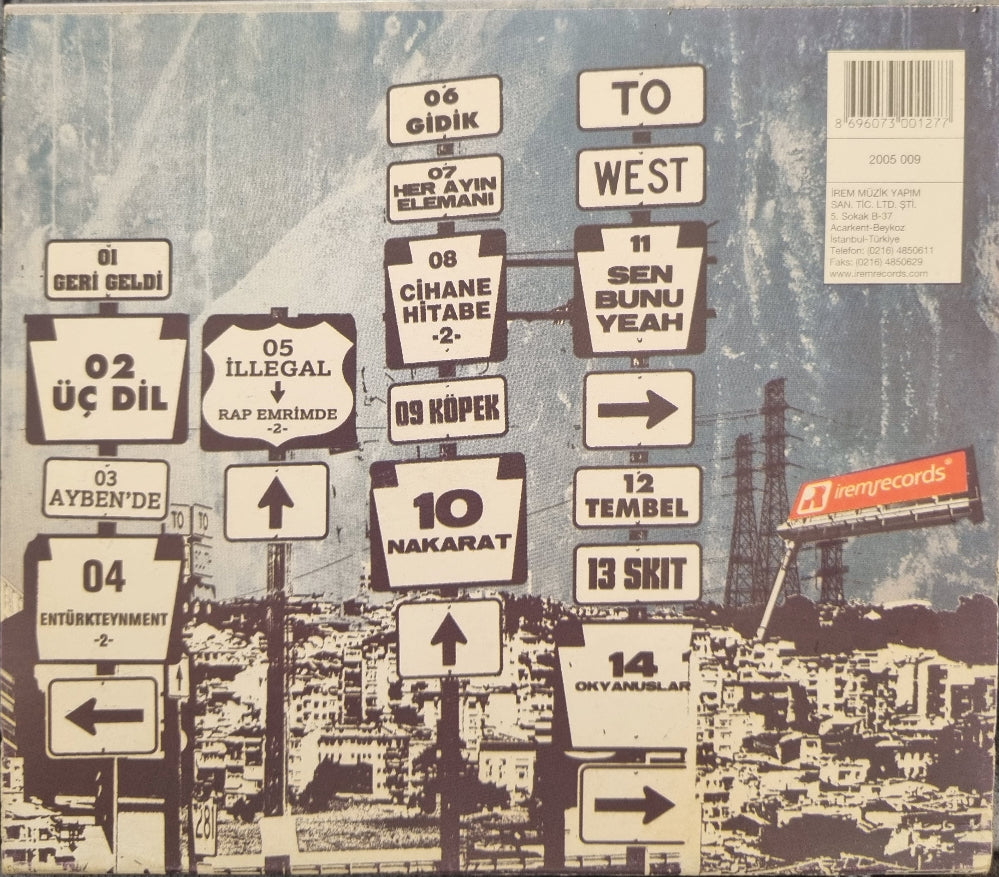 01
GERİ GELDİ
02
ÜÇ DİL
03
AYBEN'DE
04
ENTÜRKTEYNMENT
-2-
TO TO
281
05
İLLEGAL
RAP EMRİMDE
-2-
06
GİDİK
07
HER AYIN
ELEMANI
08
CİHANE
HİTABE
-2-
09 KÖPEK
10
NAKARAT
TO
WEST
11
SEN
BUNU
YEAH
12
TEMBEL
13 SKIT
14
OKYANUSLAR
8 696073 001277
2005 009
İREM MÜZİK YAPIM
SAN. TİC. LTD. ŞTİ.
5. Sokak B-37
Acarkent-Beykoz
İstanbul-Türkiye
Telefon: (0216) 4850611
Faks: (0216) 4850629
www.iremrecords.com
iremrecords®